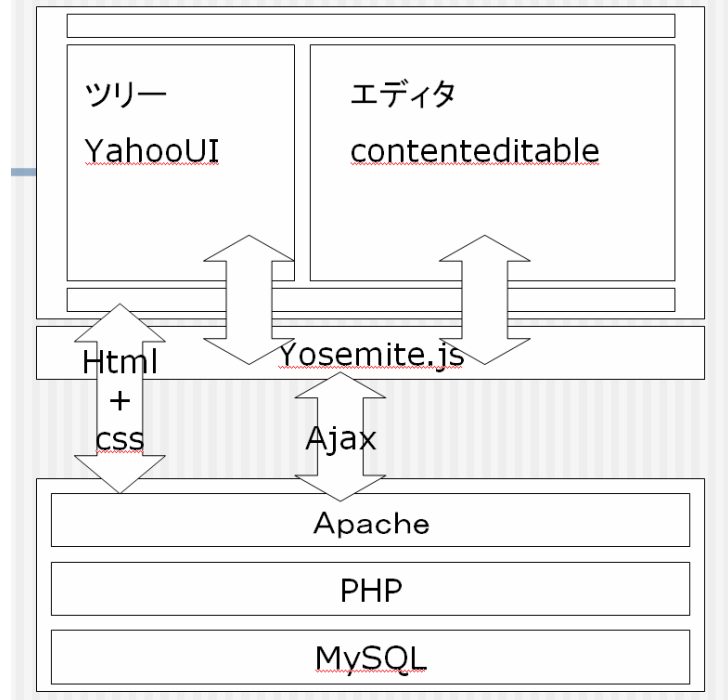 ツリー
YahooUI
エディタ
contenteditable
Yosemite.js
Html
+
css
Ajax
Apache
PHP
MySQL